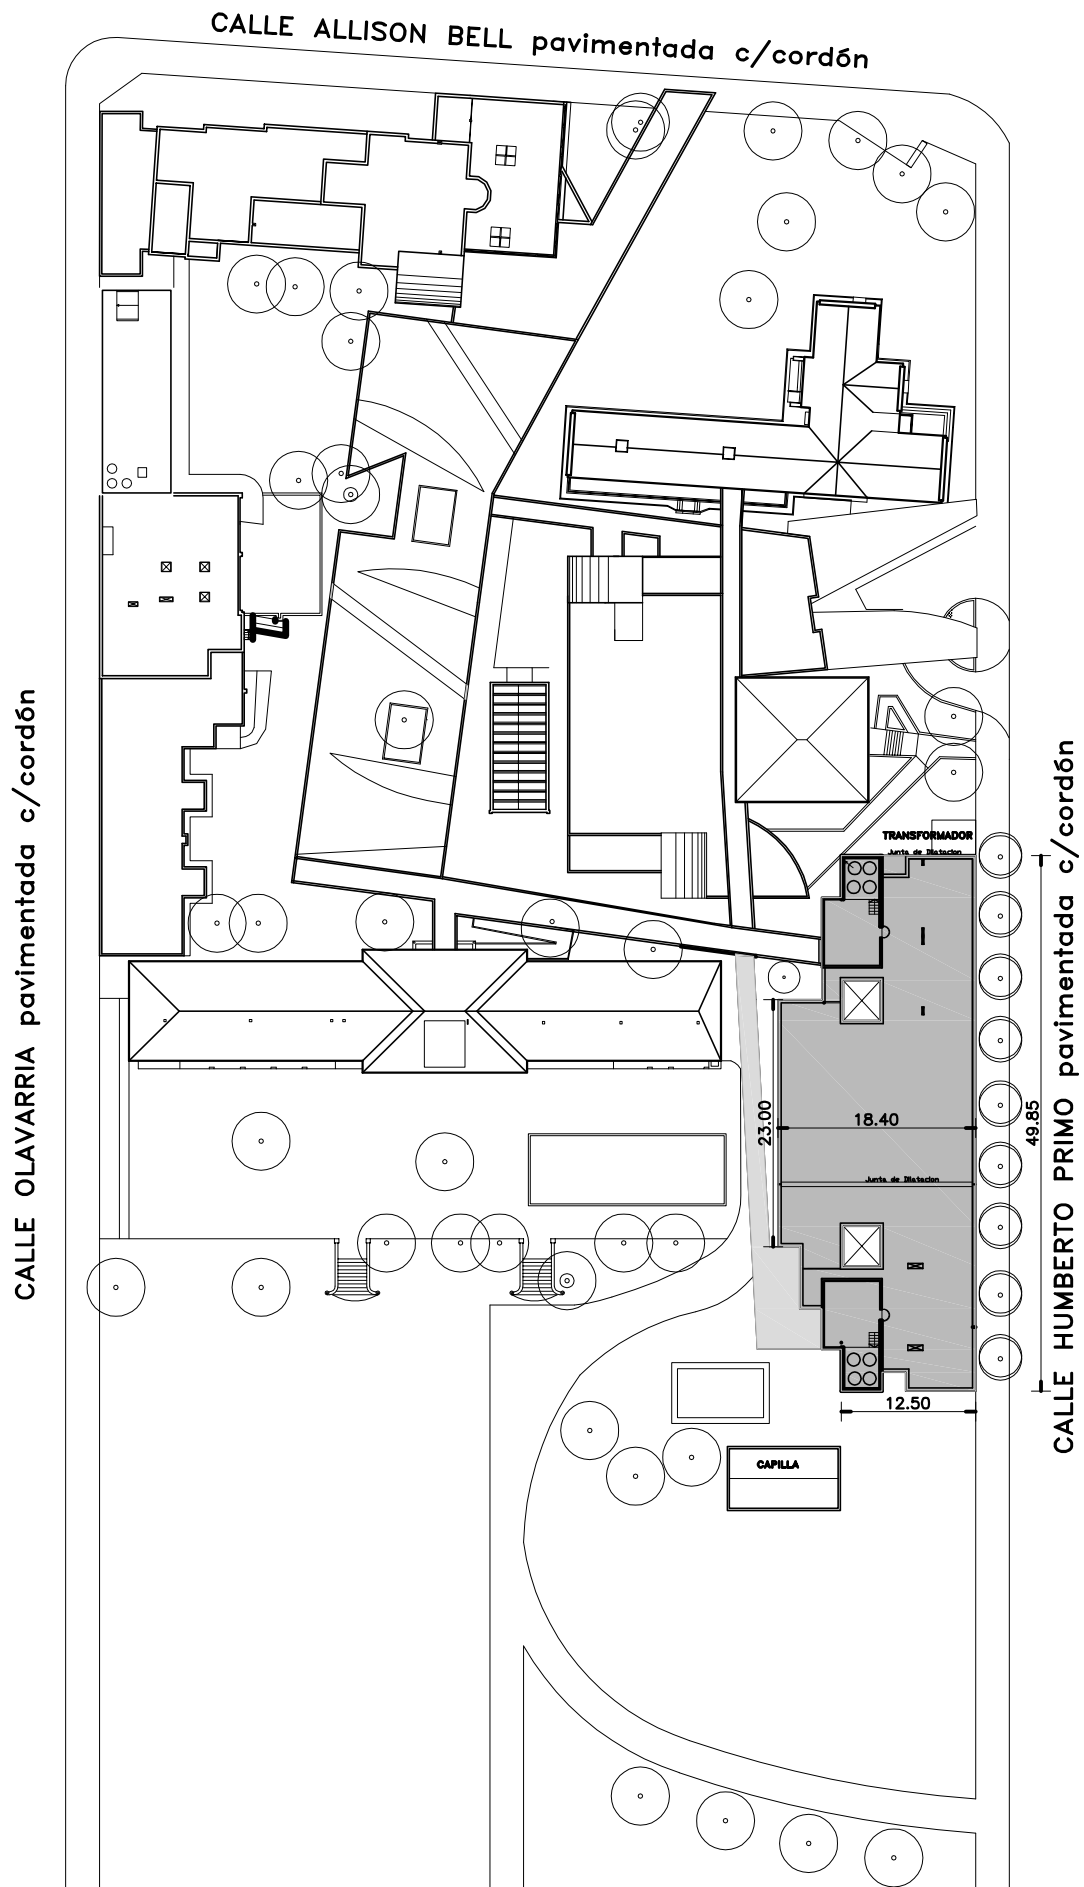 CALLE ALLISON BELL pavimentada c/cordón
CALLE OLAVARRIA pavimentada c/cordón
CALLE HUMBERTO PRIMO pavimentada c/cordón
TRANSFORMADOR
Junta de Dilatacion
23.00
18.40
49.85
Junta de Dilatacion
12.50
CAPILLA